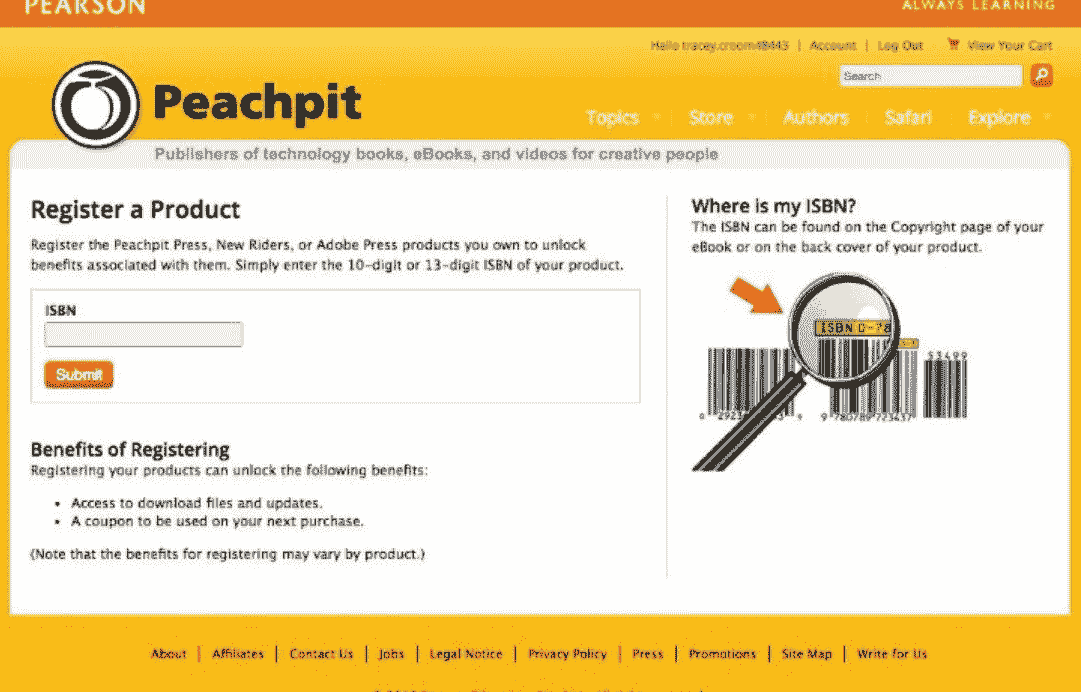 PEARSON
ALWAYS LEARNING
Hello tracey.croom48443 | Account | Log Out View Your Cart
Search
Peachpit
Topics Store Authors Safari Explore
Publishers of technology books, eBooks, and videos for creative people
Register a Product
Register the Peachpit Press, New Riders, or Adobe Press products you own to unlock
benefits associated with them. Simply enter the 10-digit or 13-digit ISBN of your product.
ISBN
Submit
Benefits of Registering
Registering your products can unlock the following benefits:
• Access to download files and updates.
• A coupon to be used on your next purchase.
(Note that the benefits for registering may vary by product.)
Where is my ISBN?
The ISBN can be found on the Copyright page of your
eBook or on the back cover of your product.
ISBN 0-78
53499
9 780789 723437
About | Affiliates | Contact Us | Jobs | Legal Notice | Privacy Policy | Press | Promotions | Site Map | Write for Us